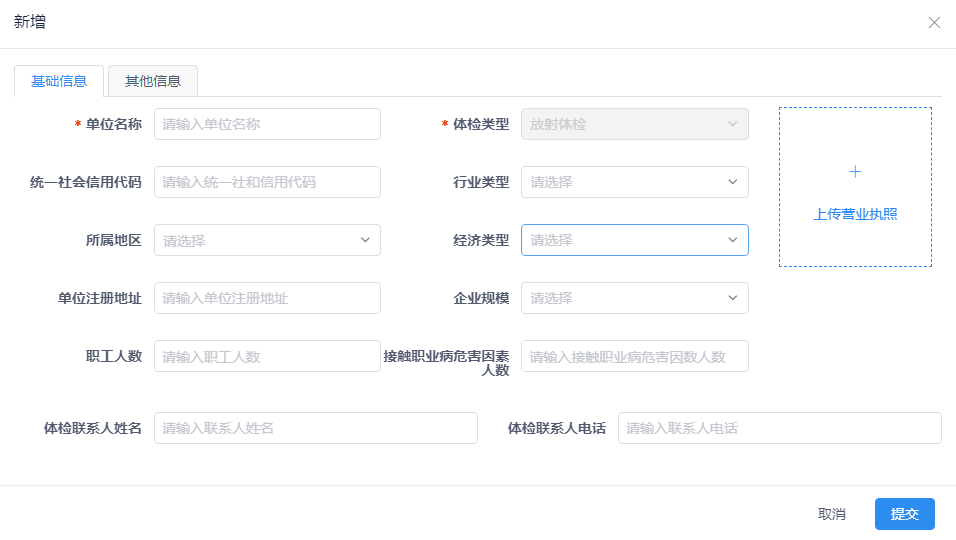 新增
基础信息 其他信息
* 单位名称 请输入单位名称 * 体检类型 放射体检
统一社会信用代码 请输入统一社和信用代码 行业类型 请选择
上传营业执照
所属地区 请选择 经济类型 请选择
单位注册地址 请输入单位注册地址 企业规模 请选择
职工人数 请输入职工人数 接触职业病危害因素 请输入接触职业病危害因数人数
人数
体检联系人姓名 请输入联系人姓名 体检联系人电话 请输入联系人电话
取消 提交